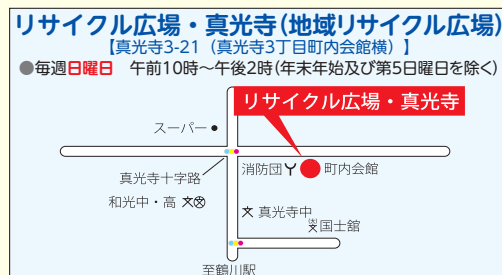 リサイクル広場・真光寺(地域リサイクル広場)
【真光寺3-21（真光寺3丁目町内会館横）】
●毎週日曜日　午前10時～午後2時(年末年始及び第5日曜日を除く)
リサイクル広場・真光寺
スーパー
消防団
町内会館
真光寺十字路
和光中・高 文高
文 真光寺中
文国士館
至鶴川駅